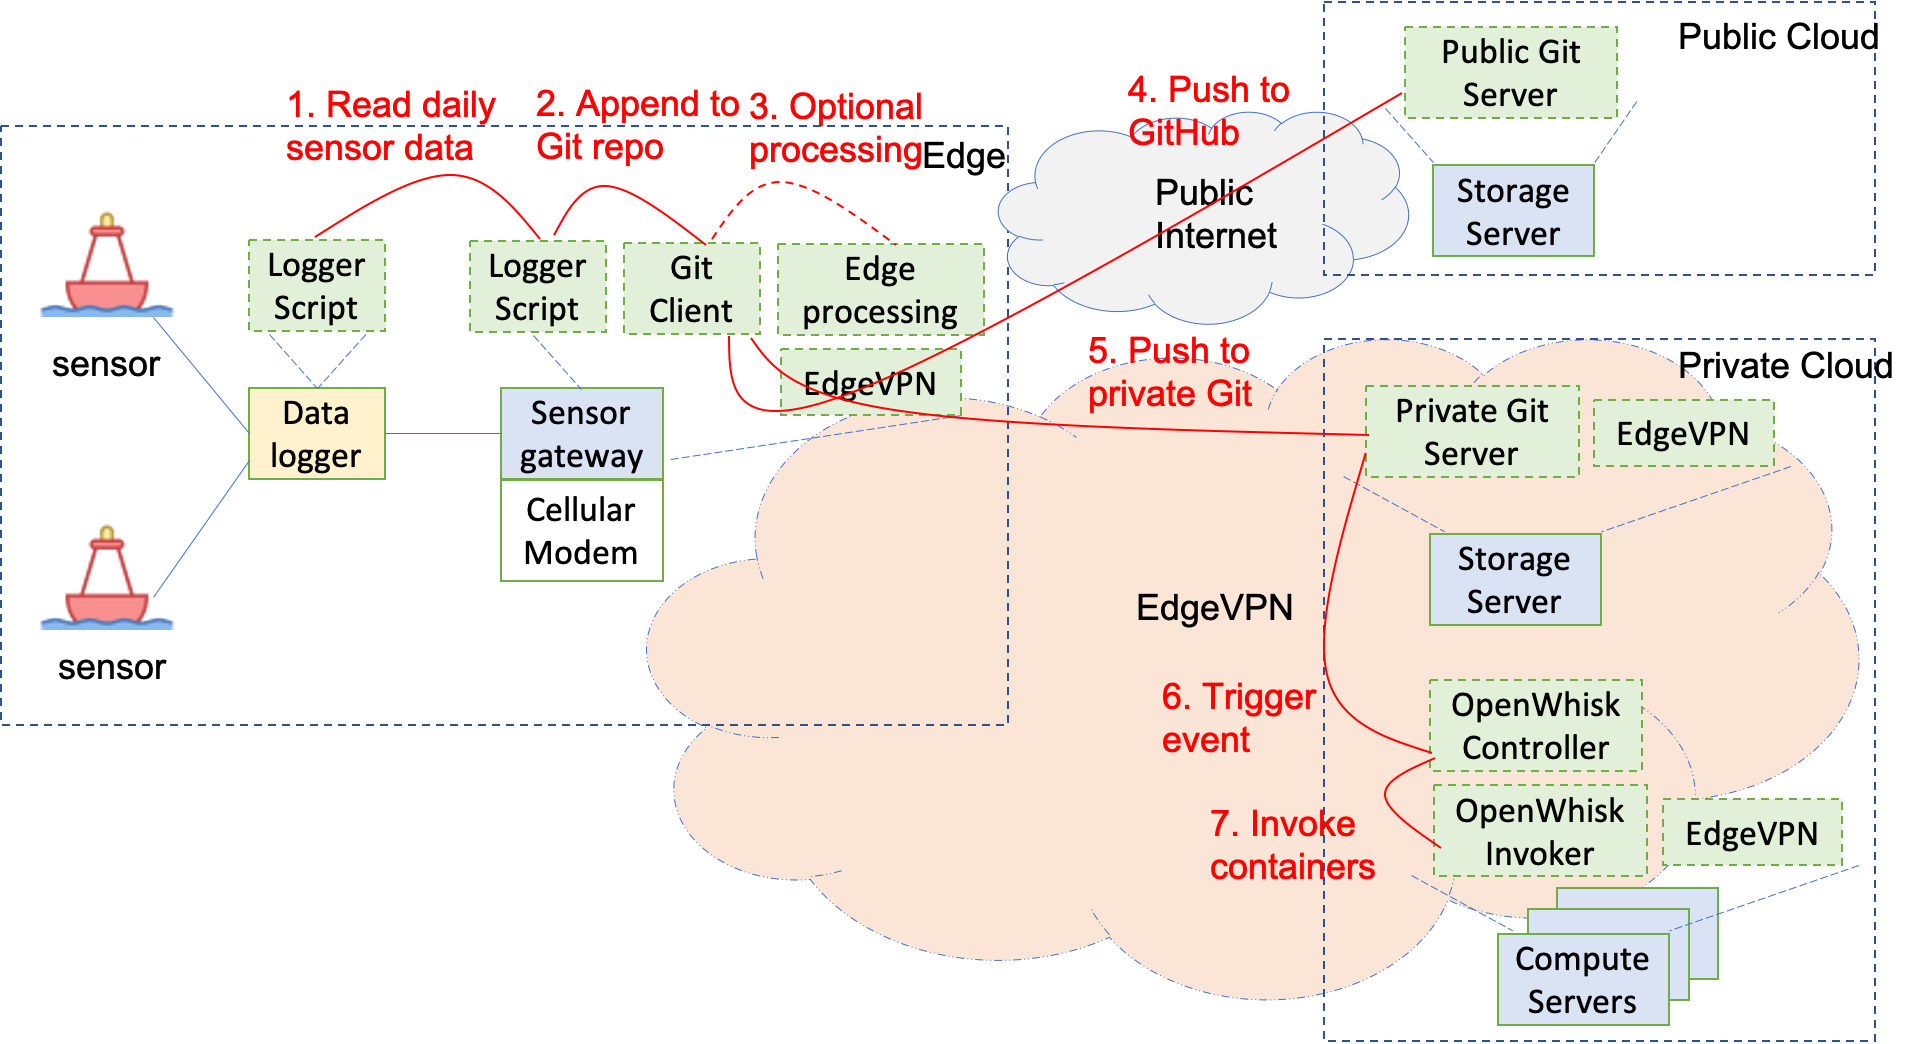 1. Read daily
sensor data
2. Append to
Git repo
3. Optional
processing
Edge
4. Push to
GitHub
Public
Internet
Public Cloud
Public Git
Server
Storage
Server
sensor
Logger
Script
Logger
Script
Git
Client
Edge
processing
EdgeVPN
Data
logger
Sensor
gateway
Cellular
Modem
sensor
5. Push to
private Git
Private Cloud
Private Git
Server
EdgeVPN
Storage
Server
EdgeVPN
6. Trigger
event
OpenWhisk
Controller
7. Invoke
containers
OpenWhisk
Invoker
EdgeVPN
Compute
Servers